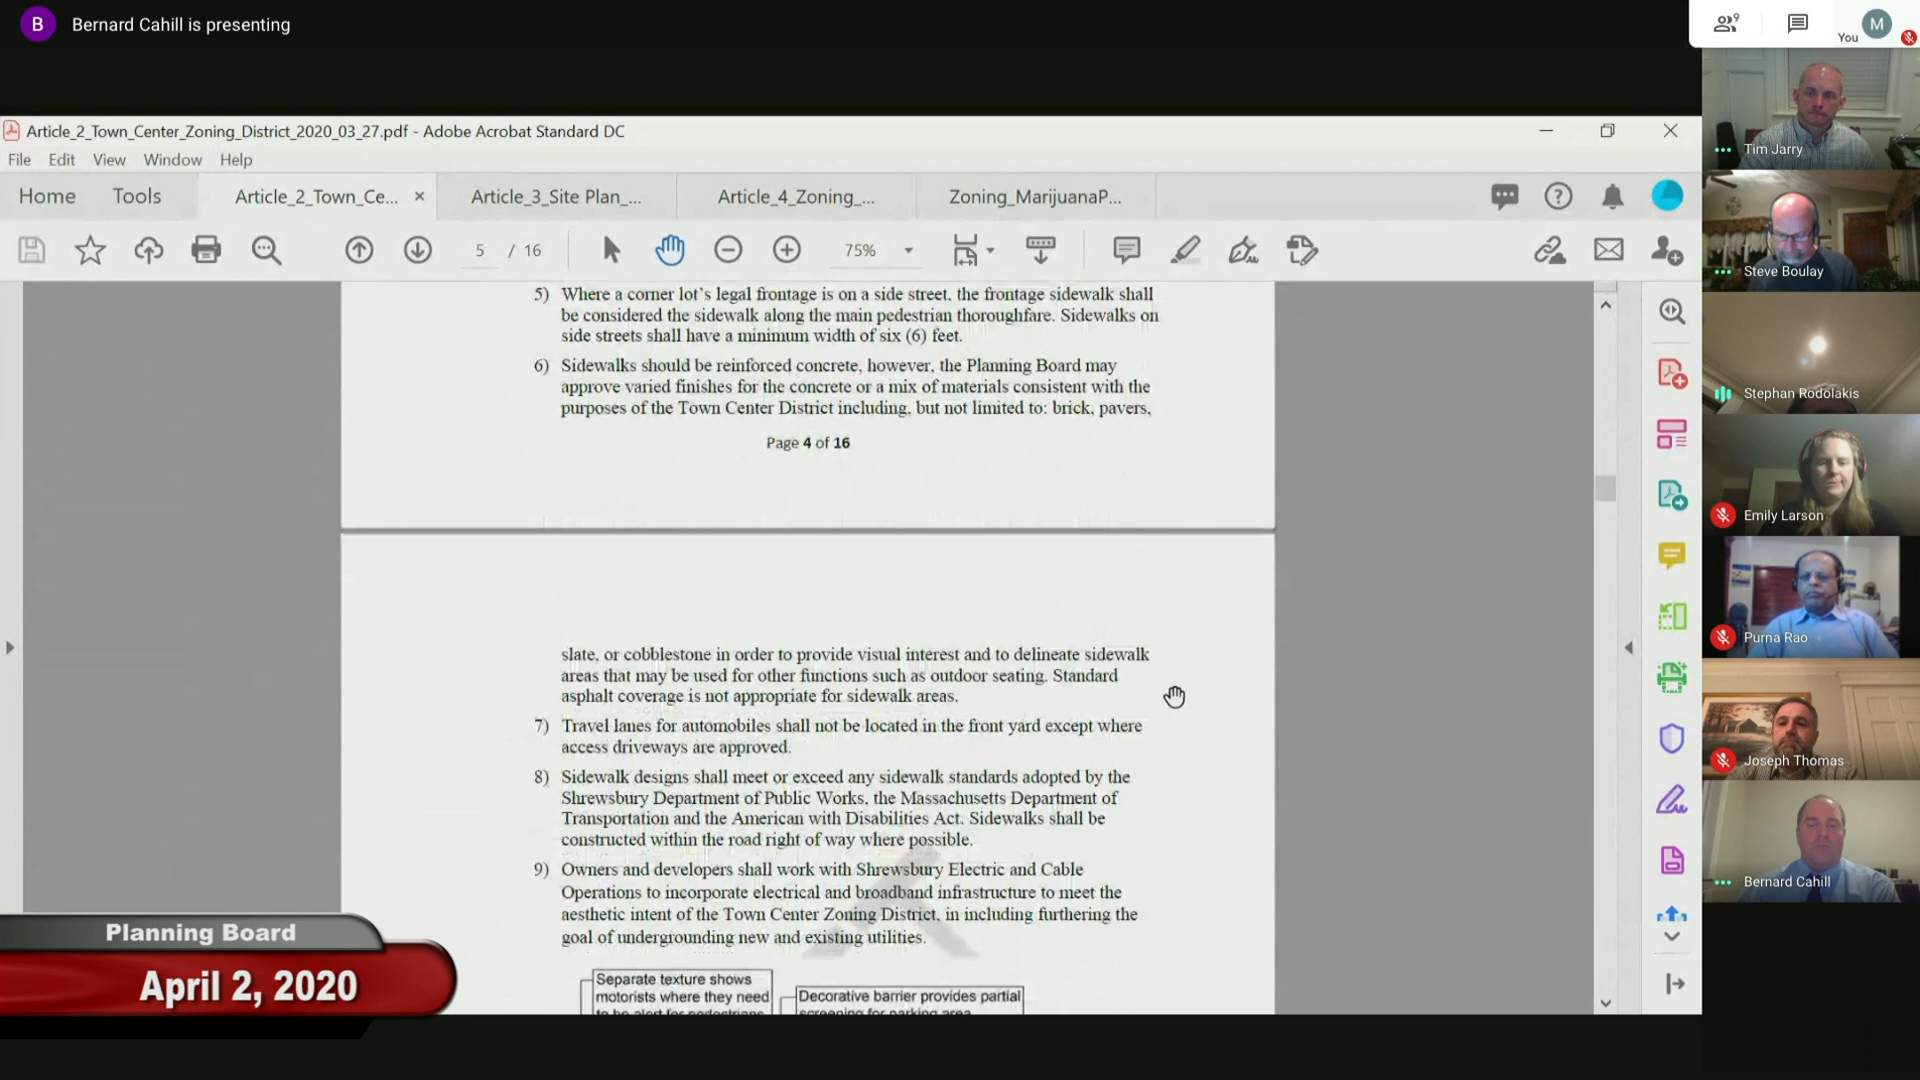 B
Bernard Cahill is presenting
9
You
M
Article_2_Town_Center_Zoning_District_2020_03_27.pdf - Adobe Acrobat Standard DC
File Edit View Window Help
Home Tools Article_2_Town_Ce... × Article_3_Site Plan_... Article_4_Zoning_... Zoning_MarijuanaP...
5 / 16 75%
5) Where a corner lot's legal frontage is on a side street, the frontage sidewalk shall
be considered the sidewalk along the main pedestrian thoroughfare. Sidewalks on
side streets shall have a minimum width of six (6) feet.
6) Sidewalks should be reinforced concrete, however, the Planning Board may
approve varied finishes for the concrete or a mix of materials consistent with the
purposes of the Town Center District including, but not limited to: brick, pavers,
Page 4 of 16
slate, or cobblestone in order to provide visual interest and to delineate sidewalk
areas that may be used for other functions such as outdoor seating. Standard
asphalt coverage is not appropriate for sidewalk areas.
7) Travel lanes for automobiles shall not be located in the front yard except where
access driveways are approved.
8) Sidewalk designs shall meet or exceed any sidewalk standards adopted by the
Shrewsbury Department of Public Works, the Massachusetts Department of
Transportation and the American with Disabilities Act. Sidewalks shall be
constructed within the road right of way where possible.
9) Owners and developers shall work with Shrewsbury Electric and Cable
Operations to incorporate electrical and broadband infrastructure to meet the
aesthetic intent of the Town Center Zoning District, in including furthering the
goal of undergrounding new and existing utilities.
Separate texture shows
motorists where they need
to be alert for pedestrians
Decorative barrier provides partial
screening for parking area
Tim Jarry
Steve Boulay
Stephan Rodolakis
Emily Larson
Purna Rao
Joseph Thomas
Bernard Cahill
Planning Board
April 2, 2020